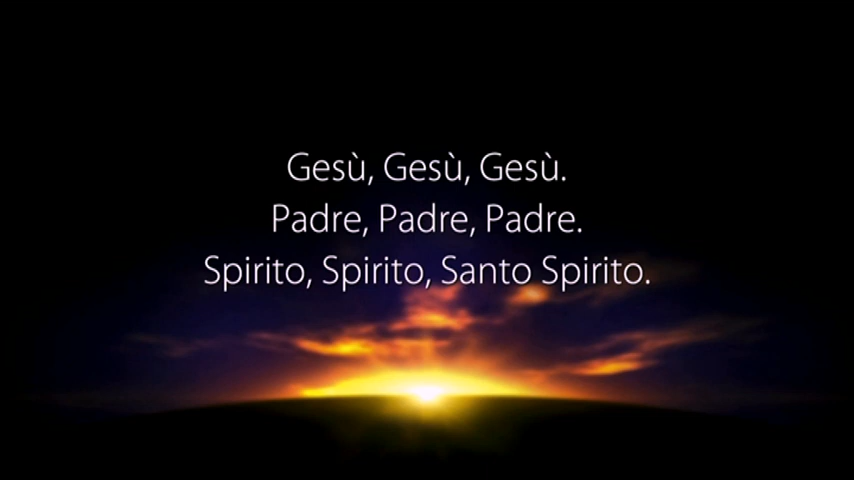 Gesù, Gesù, Gesù.
Padre, Padre, Padre.
Spirito, Spirito, Santo Spirito.